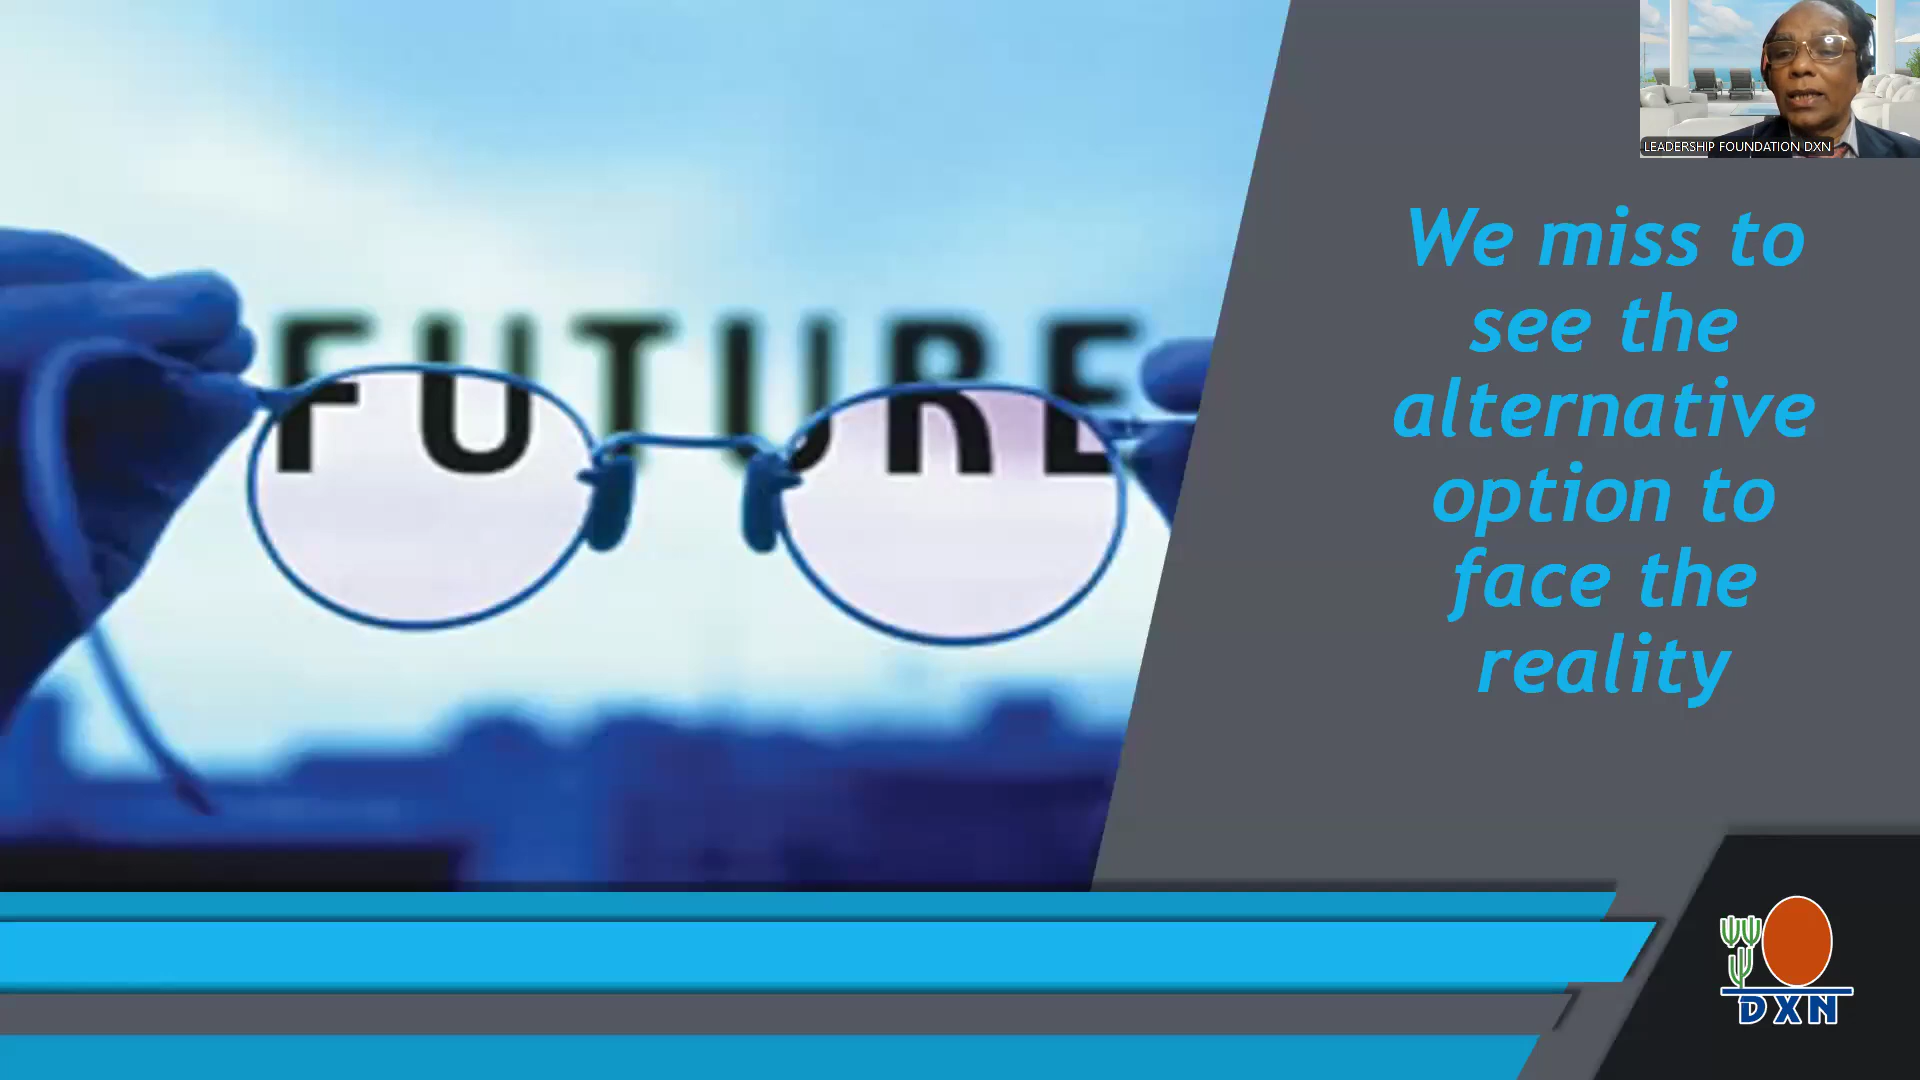 LEADERSHIP FOUNDATION DXN
FUTURE
We miss to
see the
alternative
option to
face the
reality
DXN